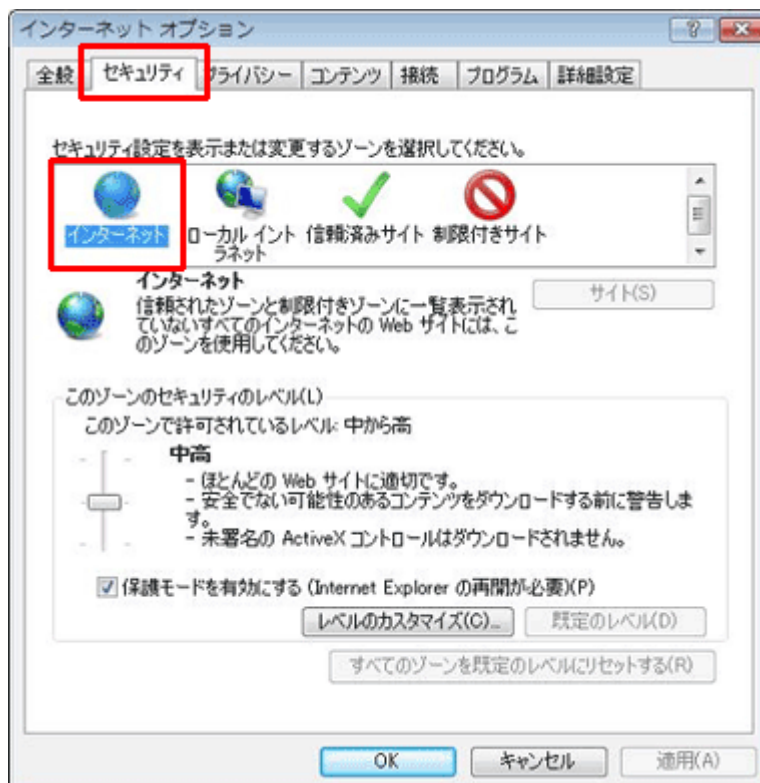 インターネット オプション
全般 セキュリティ プライバシー コンテンツ 接続 プログラム 詳細設定
セキュリティ設定を表示または変更するゾーンを選択してください。
インターネット ローカル イント 信頼済みサイト 制限付きサイト
ラネット
インターネット
サイト(S)
信頼されたゾーンと制限付きゾーンに一覧表示され
ていないすべてのインターネットの Web サイトには、こ
のゾーンを使用してください。
このゾーンのセキュリティのレベル(L)
このゾーンで許可されているレベル: 中から高
中高
- ほとんどの Web サイトに適切です。
- 安全でない可能性のあるコンテンツをダウンロードする前に警告しま
す。
- 未署名の ActiveX コントロールはダウンロードされません。
保護モードを有効にする (Internet Explorer の再開が必要)(P)
レベルのカスタマイズ(C)... 既定のレベル(D)
すべてのゾーンを既定のレベルにリセットする(R)
OK キャンセル 適用(A)